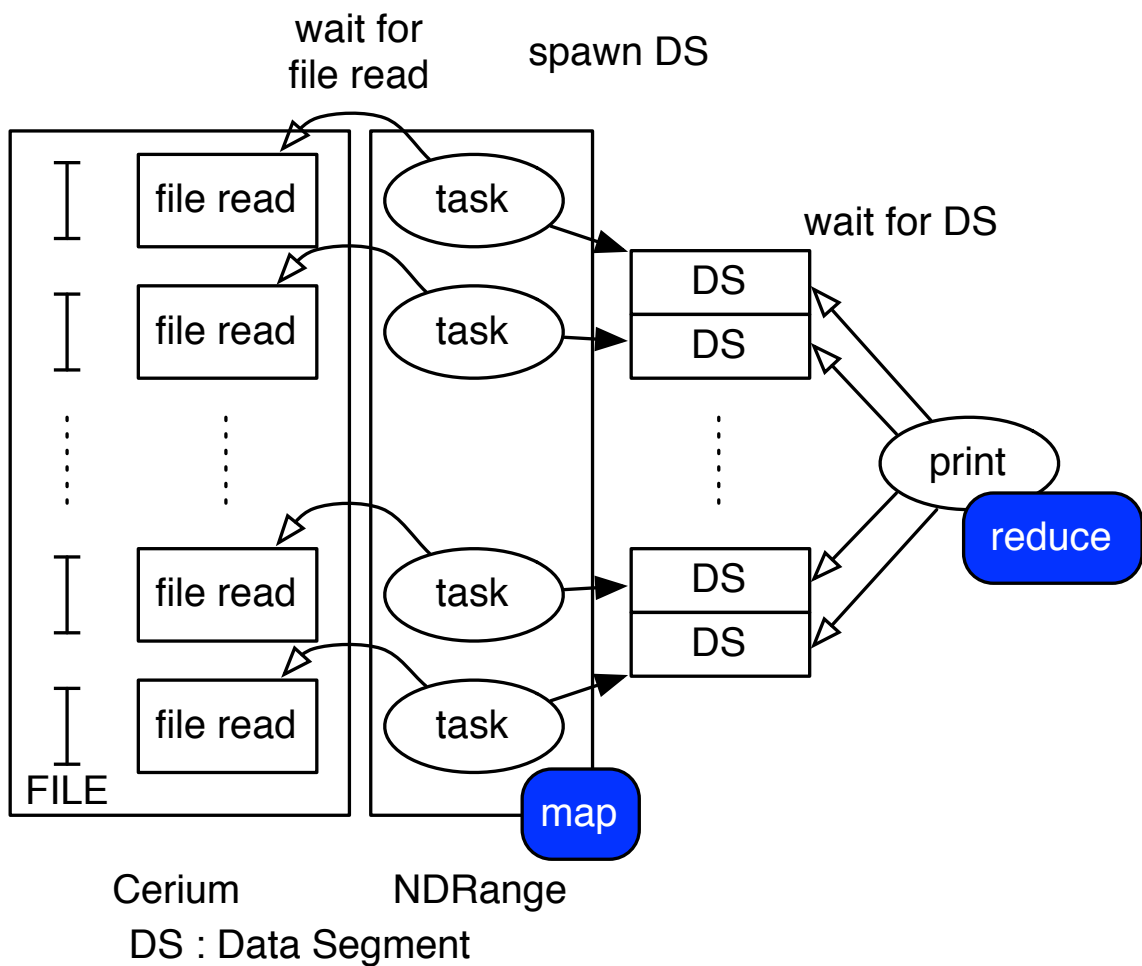 wait for
file read
spawn DS
file read
task
wait for DS
DS
file read
task
DS
print
reduce
file read
task
DS
DS
file read
task
FILE
map
Cerium
NDRange
DS : Data Segment